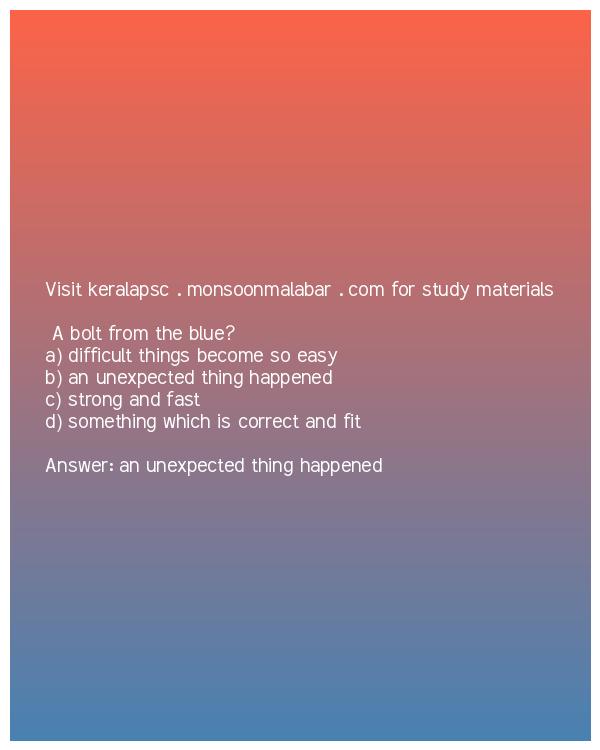 Visit keralapsc . monsoonmalabar . com for study materials
A bolt from the blue?
a) difficult things become so easy
b) an unexpected thing happened
c) strong and fast
d) something which is correct and fit
Answer: an unexpected thing happened